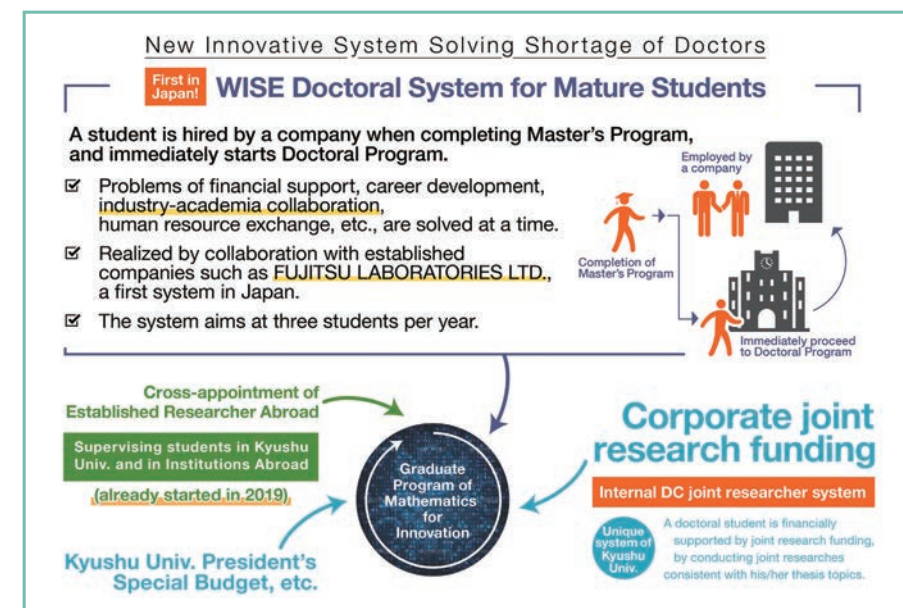 New Innovative System Solving Shortage of Doctors
First in
Japan!
WISE Doctoral System for Mature Students
A student is hired by a company when completing Master's Program,
and immediately starts Doctoral Program.
Problems of financial support, career development,
industry-academia collaboration,
human resource exchange, etc., are solved at a time.
Realized by collaboration with established
companies such as FUJITSU LABORATORIES LTD.,
a first system in Japan.
The system aims at three students per year.
Employed by
a company
Completion of
Master's Program
Immediately proceed
to Doctoral Program
Cross-appointment of
Established Researcher Abroad
Supervising students in Kyushu
Univ. and in Institutions Abroad
(already started in 2019)
Kyushu Univ. President's
Special Budget, etc.
Graduate
Program of
Mathematics
for
Innovation
Corporate joint
research funding
Internal DC joint researcher system
Unique
system of
Kyushu
Univ.
A doctoral student is financially
supported by joint research funding,
by conducting joint researches
consistent with his/her thesis topics.